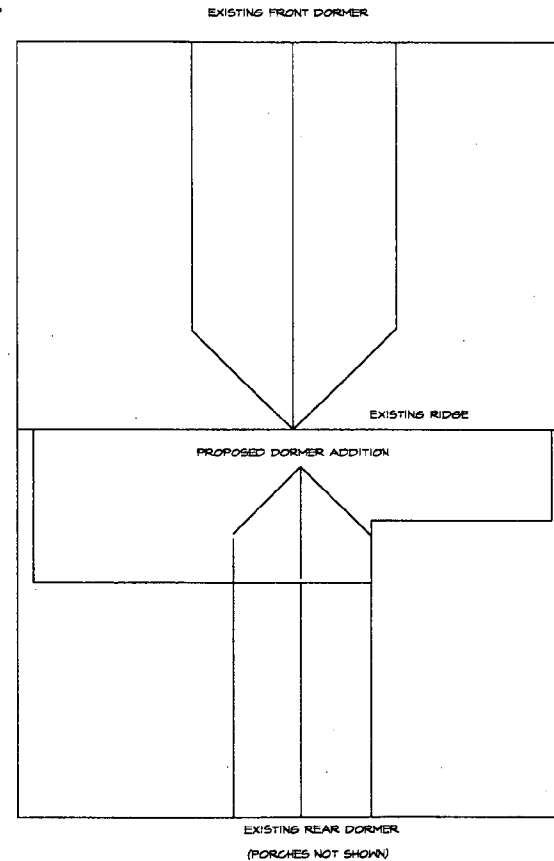 EXISTING FRONT DORMER
EXISTING RIDGE
PROPOSED DORMER ADDITION
EXISTING REAR DORMER
(PORCHES NOT SHOWN)